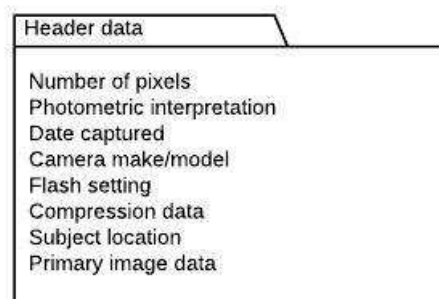 Header data
Number of pixels
Photometric interpretation
Date captured
Camera make/model
Flash setting
Compression data
Subject location
Primary image data